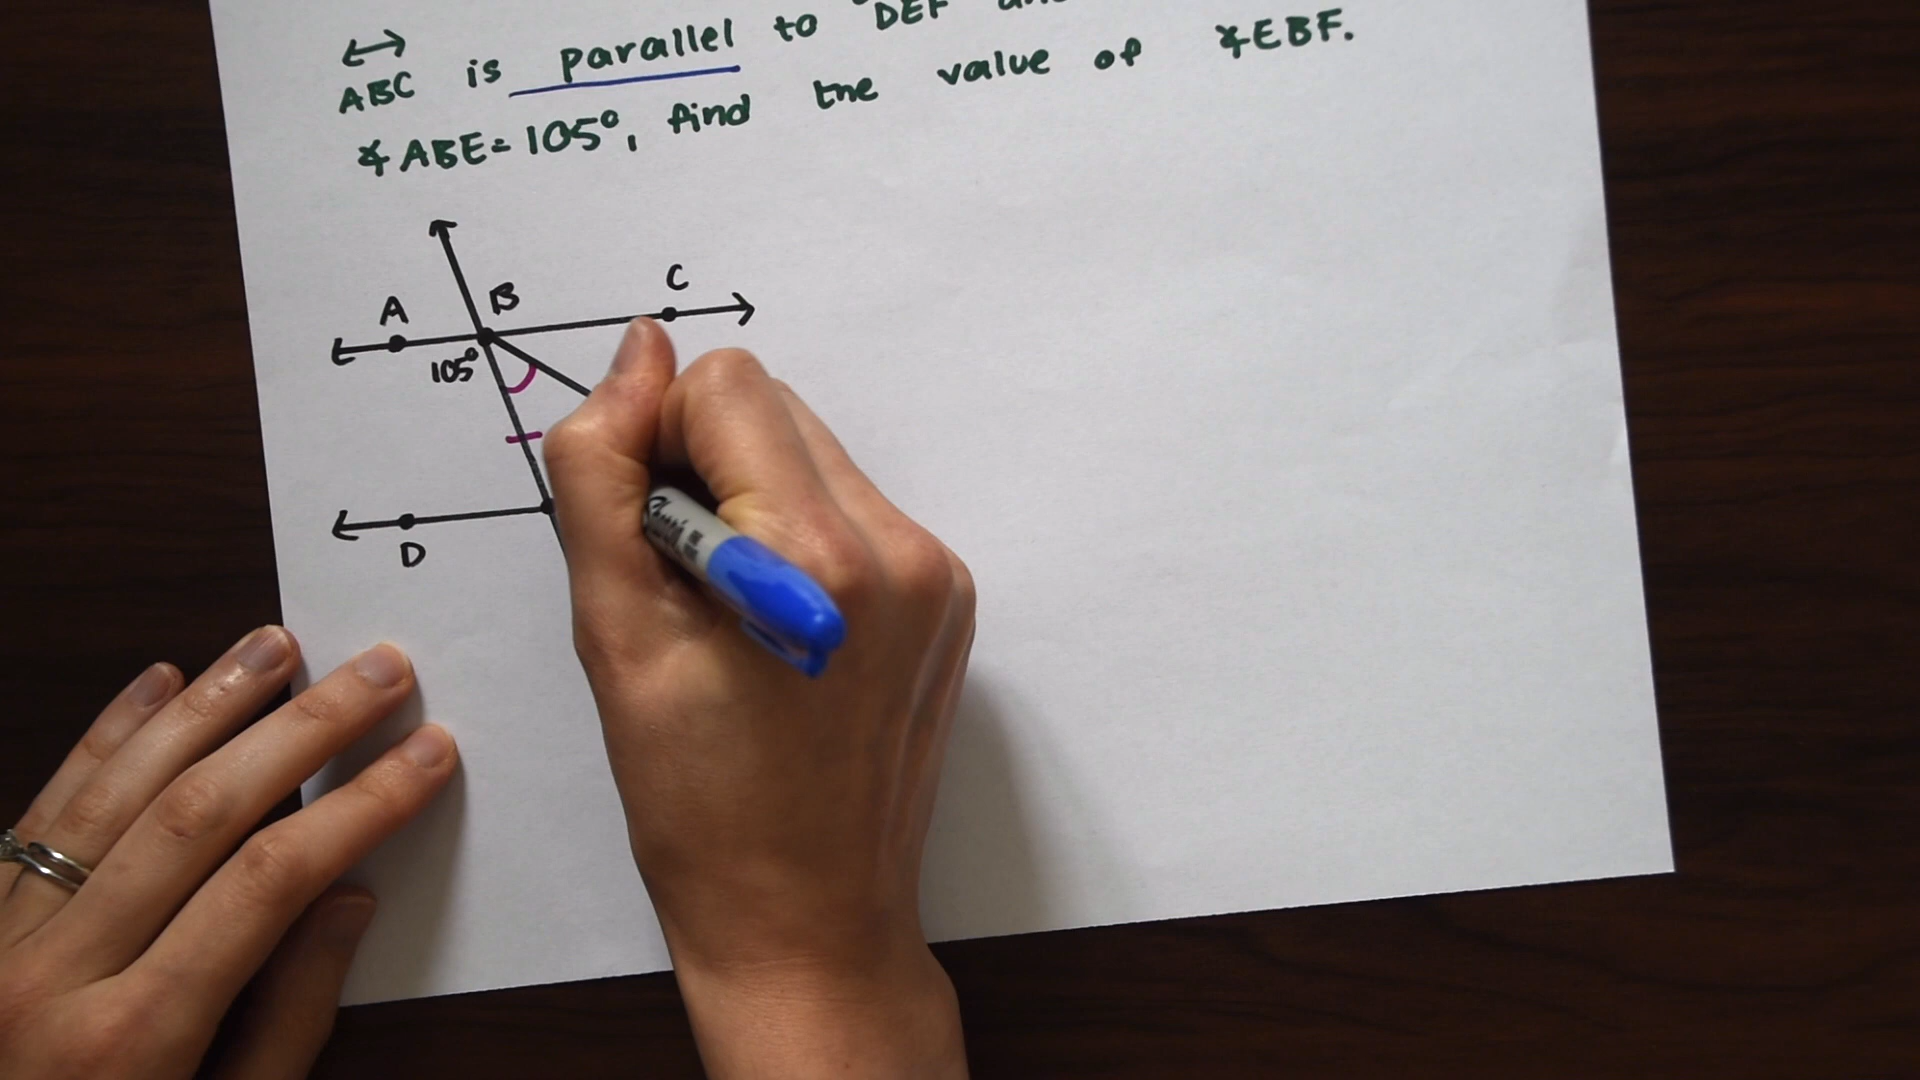 ABC is parallel to DEF
∡ABE=105°, find the value of ∡EBF.
A
B
C
105°
D